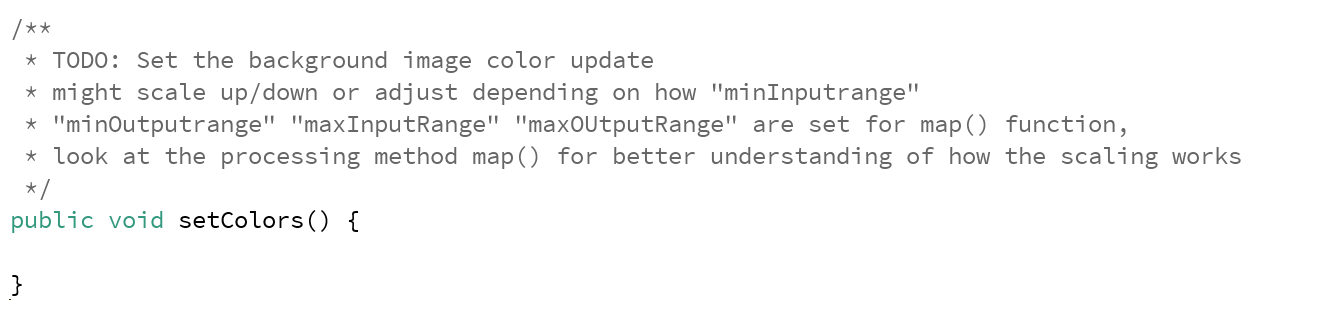 /**
 * TODO: Set the background image color update
 * might scale up/down or adjust depending on how "minInputrange"
 * "minOutputrange" "maxInputRange" "maxOUtputRange" are set for map() function,
 * look at the processing method map() for better understanding of how the scaling works
 */
public void setColors() {

}